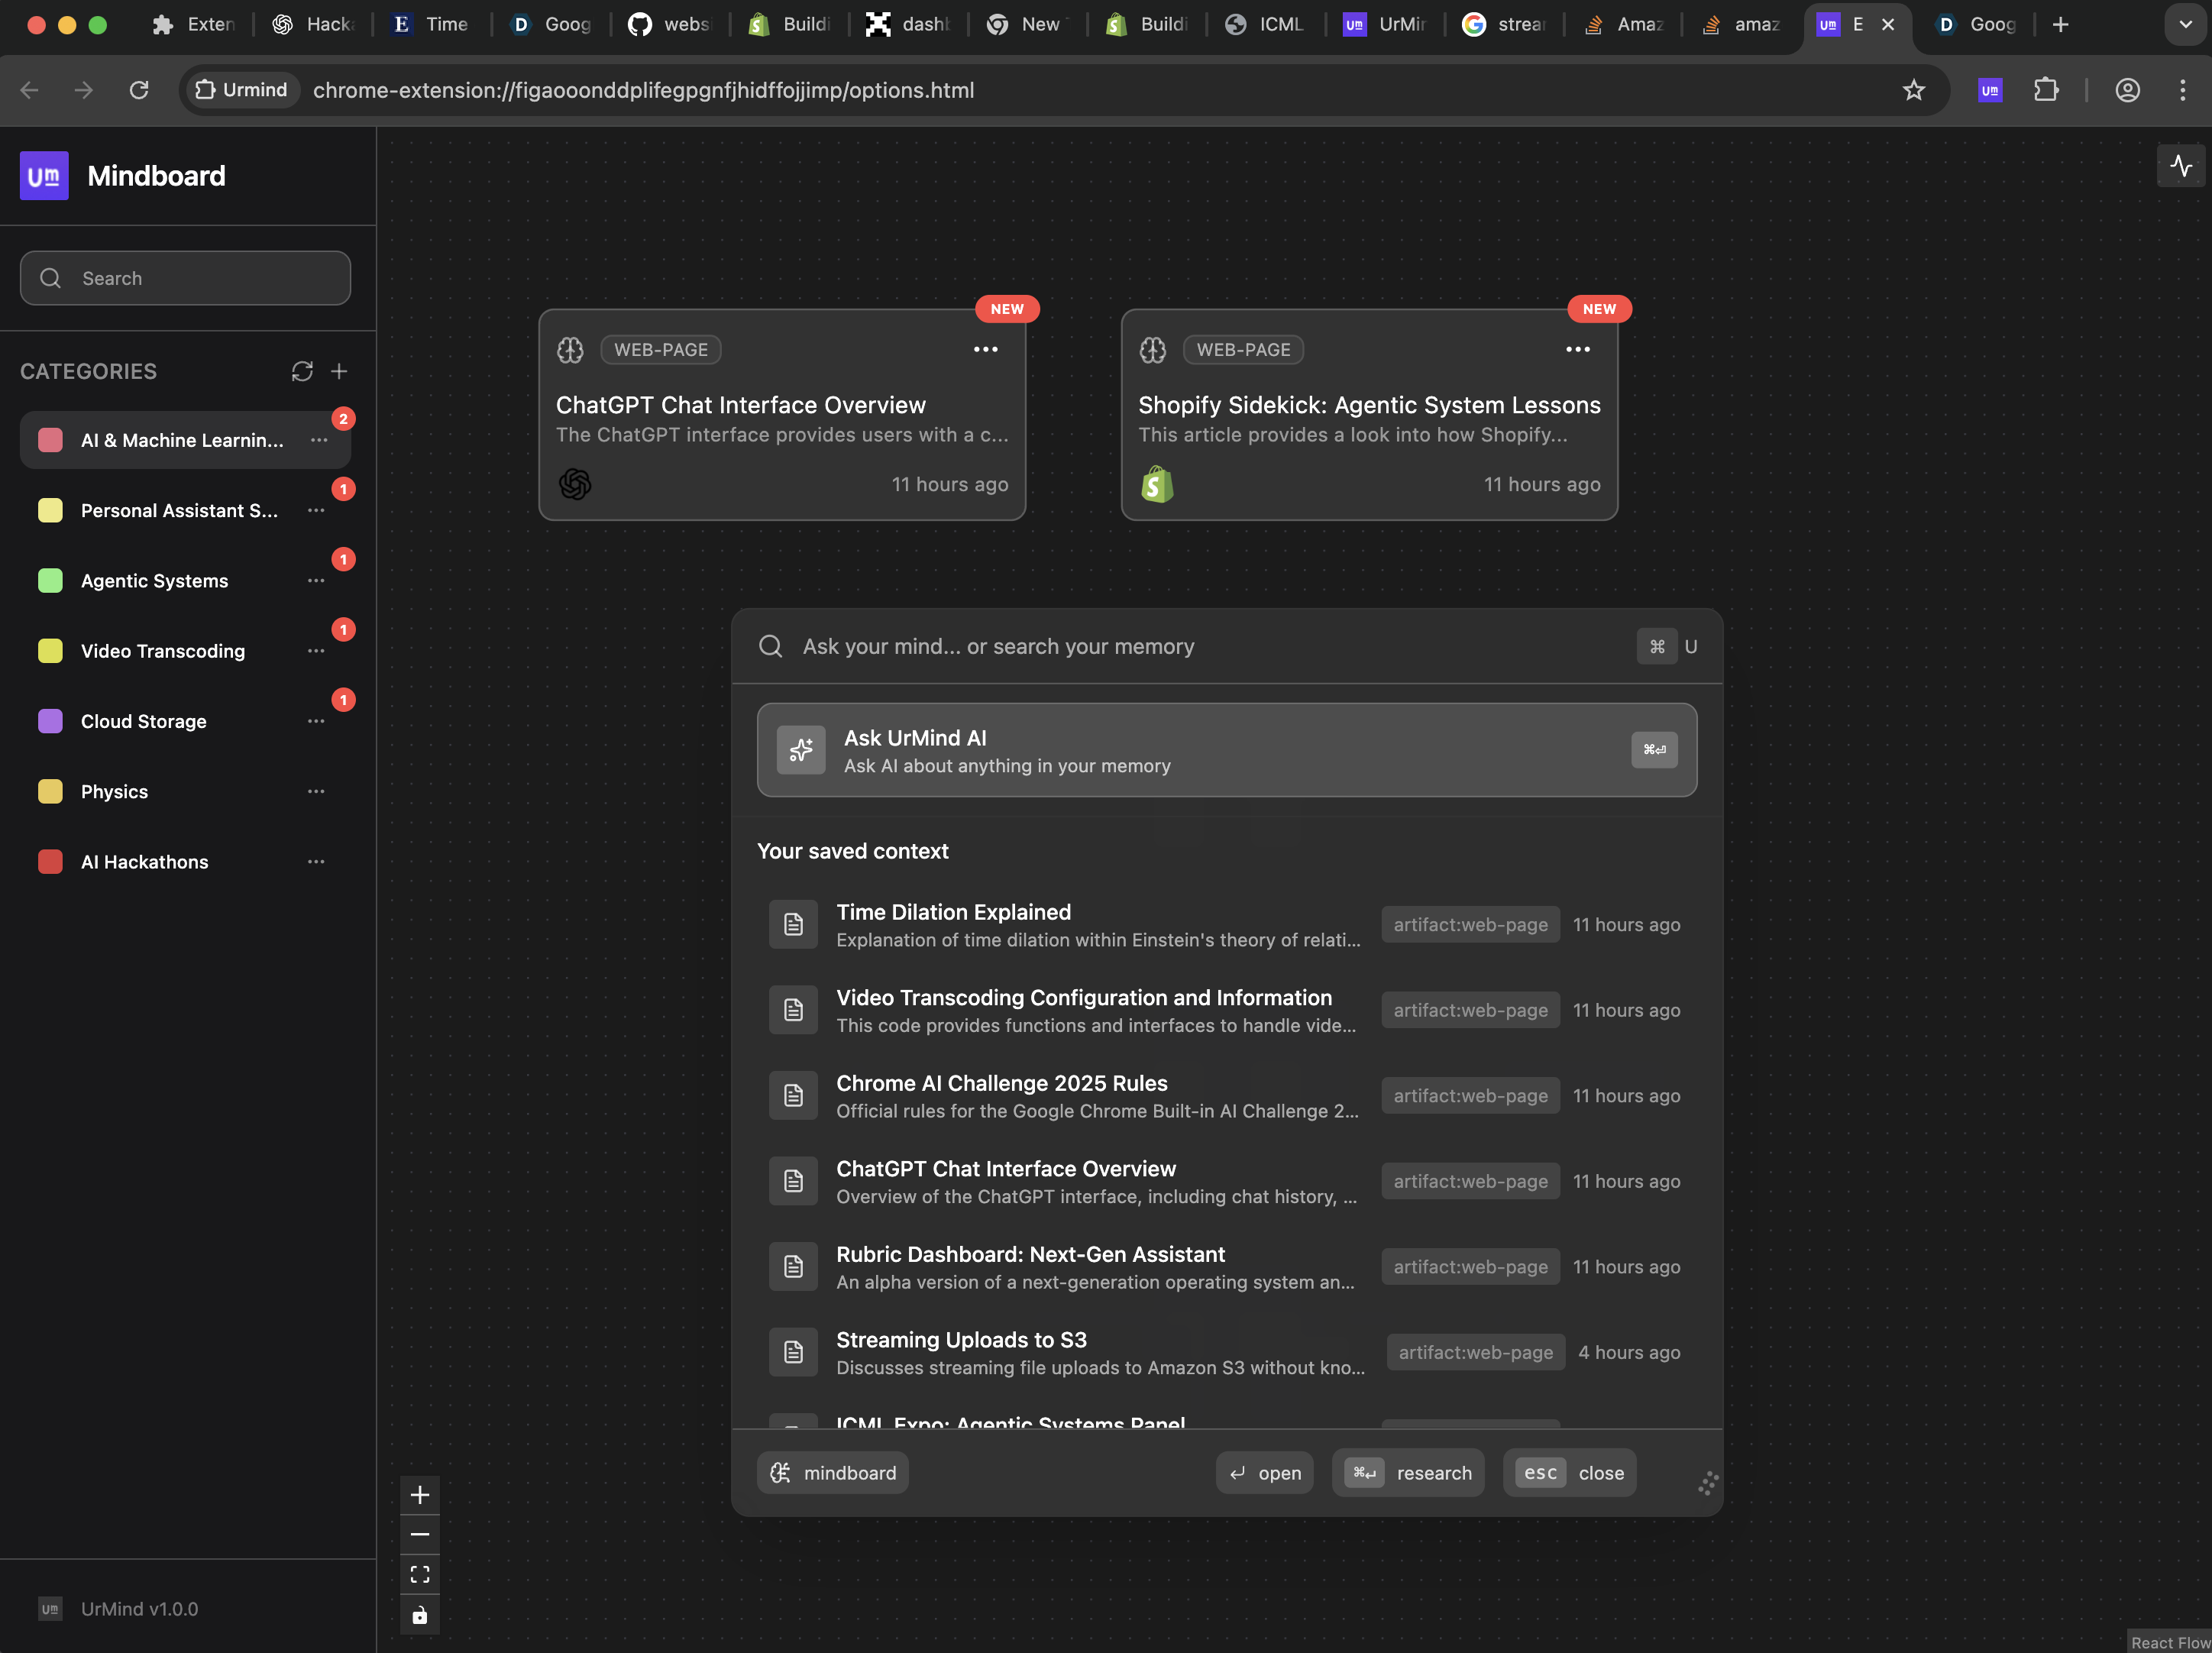 Exten
Hack
Time
Goog
webs
Buildi
dashb
New
Buildi
ICML
UrMin
strear
Amaz
amaz
E
Goog
Urmind
chrome-extension://figaooonddplifegpgnfjhidffojjimp/options.html
Um
Mindboard
Search
CATEGORIES
AI & Machine Learnin...
2
Personal Assistant S...
1
Agentic Systems
1
Video Transcoding
1
Cloud Storage
1
Physics
AI Hackathons
UrMind v1.0.0
NEW
WEB-PAGE
ChatGPT Chat Interface Overview
The ChatGPT interface provides users with a c...
11 hours ago
NEW
WEB-PAGE
Shopify Sidekick: Agentic System Lessons
This article provides a look into how Shopify...
11 hours ago
Ask your mind... or search your memory
⌘ U
Ask UrMind AI
Ask AI about anything in your memory
⌘⏎
Your saved context
Time Dilation Explained
Explanation of time dilation within Einstein's theory of relati...
artifact:web-page 11 hours ago
Video Transcoding Configuration and Information
This code provides functions and interfaces to handle vide...
artifact:web-page 11 hours ago
Chrome AI Challenge 2025 Rules
Official rules for the Google Chrome Built-in AI Challenge 2...
artifact:web-page 11 hours ago
ChatGPT Chat Interface Overview
Overview of the ChatGPT interface, including chat history, ...
artifact:web-page 11 hours ago
Rubric Dashboard: Next-Gen Assistant
An alpha version of a next-generation operating system an...
artifact:web-page 11 hours ago
Streaming Uploads to S3
Discusses streaming file uploads to Amazon S3 without kno...
artifact:web-page 4 hours ago
ICML Expo: Agentic Systems Panel
mindboard
open
⌘↵ research
esc close
React Flow